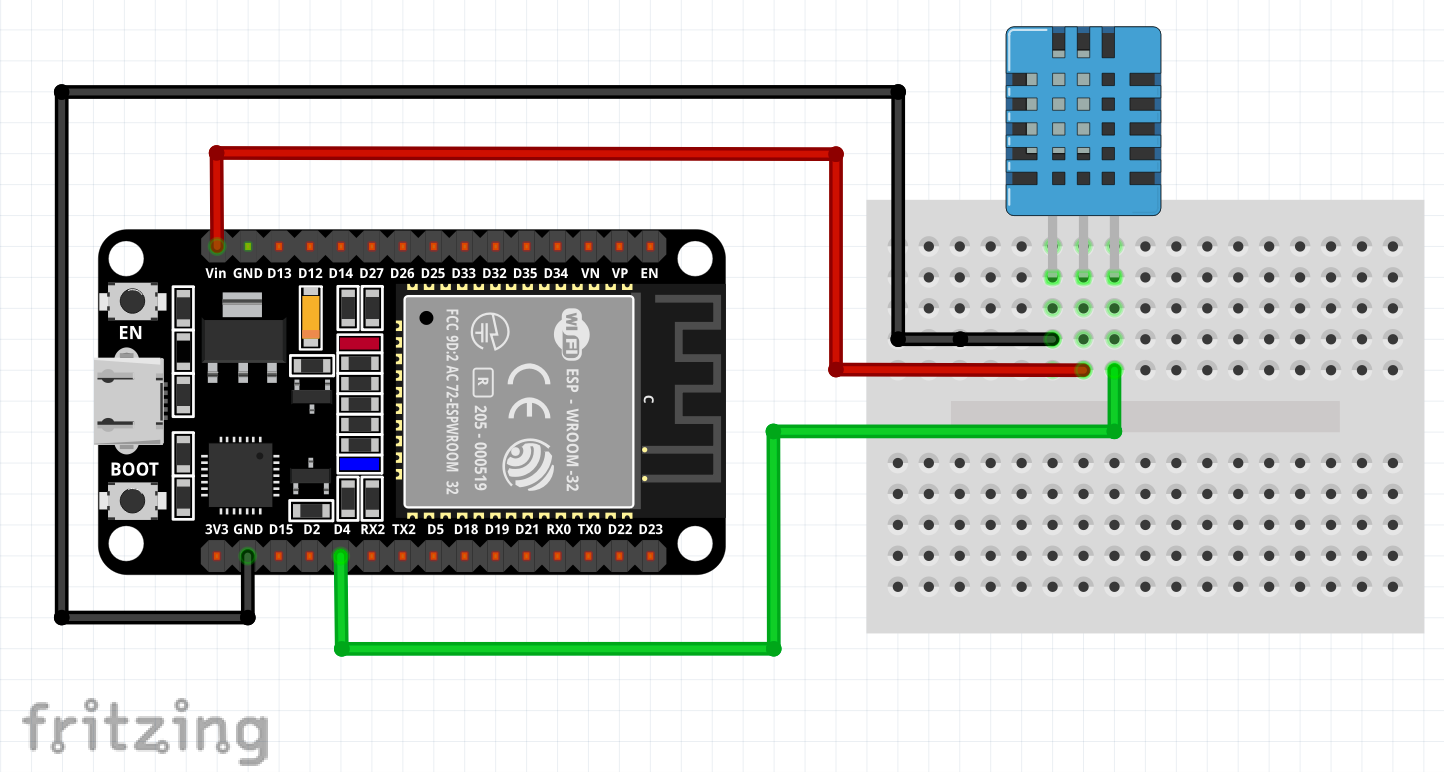 Vin GND D13 D12 D14 D27 D26 D25 D33 D32 D35 D34 VN VP EN
EN
BOOT
FCC 9D:2 AC 72-ESPWROOM 32
R
205 - 000519
CE
WiFi
ESP - WROOM -32
C
3V3 GND D15 D2 D4 RX2 TX2 D5 D18 D19 D21 RX0 TX0 D22 D23
fritzing